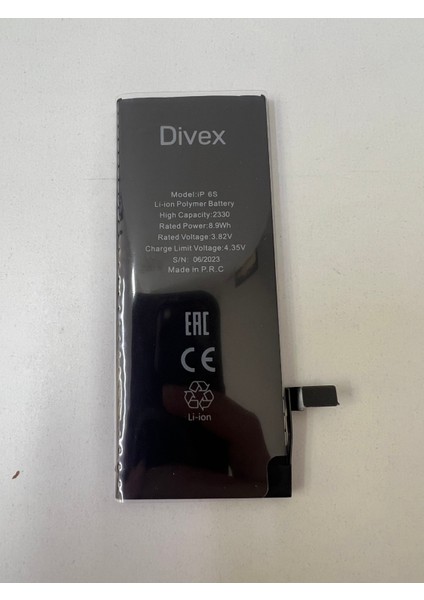 Divex
Model:iP 6S
Li-ion Polymer Battery
High Capacity:2330
Rated Power:8.9Wh
Rated Voltage:3.82V
Charge Limit Voltage:4.35V
S/N: 06/2023
Made In P.R.C
EAC
CE
Li-ion